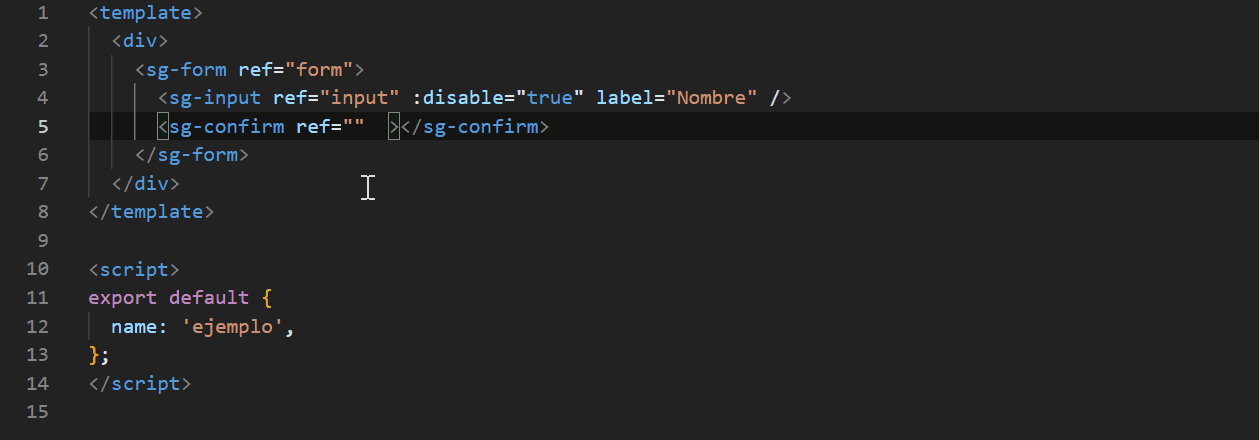 1 <template>
2   <div>
3     <sg-form ref="form">
4       <sg-input ref="input" :disable="true" label="Nombre" />
5       <sg-confirm ref=""  ></sg-confirm>
6     </sg-form>
7   </div>
8 </template>
9
10 <script>
11 export default {
12   name: 'ejemplo',
13 };
14 </script>
15